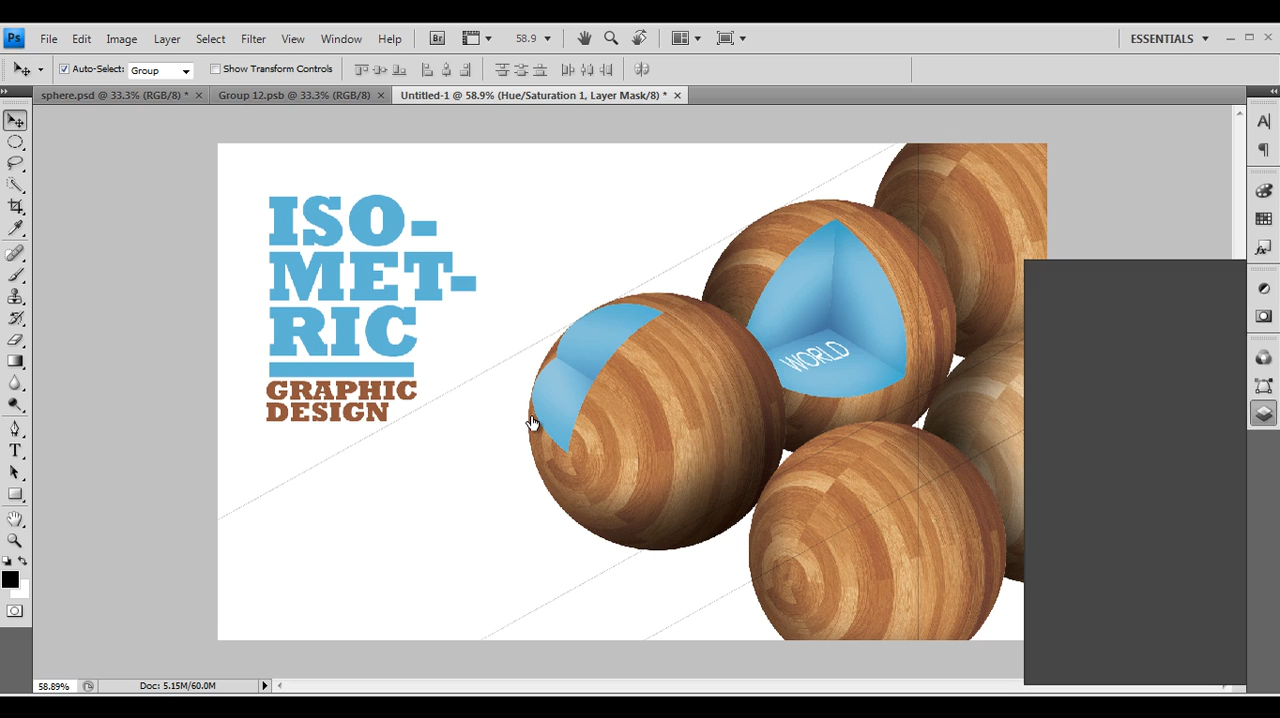 Ps File Edit Image Layer Select Filter View Window Help Br 58.9 ESSENTIALS
Auto-Select: Group Show Transform Controls
sphere.psd @ 33.3% (RGB/8) * Group 12.psb @ 33.3% (RGB/8) Untitled-1 @ 58.9% (Hue/Saturation 1, Layer Mask/8) *
ISO-
MET-
RIC
GRAPHIC
DESIGN
WORLD
58.89% Doc: 5.15M/60.0M